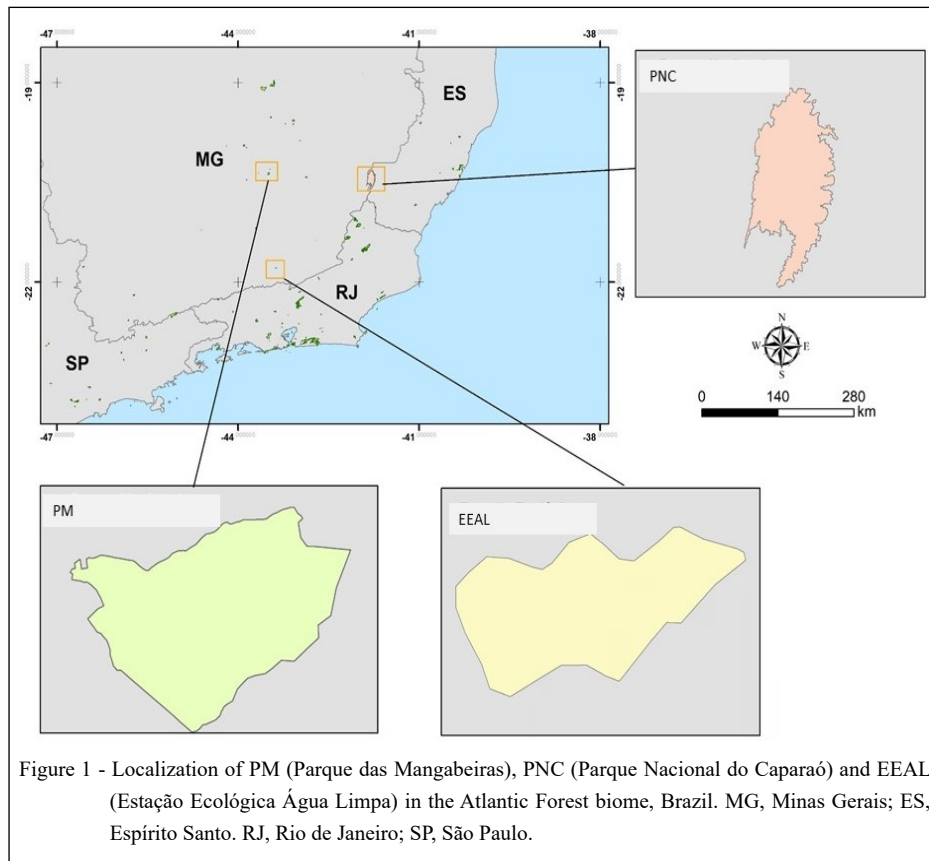 -47
-44
-41
-38
-19
-19
ES
MG
-22
-22
RJ
SP
-47
-44
-41
-38
PNC
N
W
E
S
0 140 280
km
PM
EEAL
Figure 1 - Localization of PM (Parque das Mangabeiras), PNC (Parque Nacional do Caparaó) and EEAL
(Estação Ecológica Água Limpa) in the Atlantic Forest biome, Brazil. MG, Minas Gerais; ES,
Espírito Santo. RJ, Rio de Janeiro; SP, São Paulo.